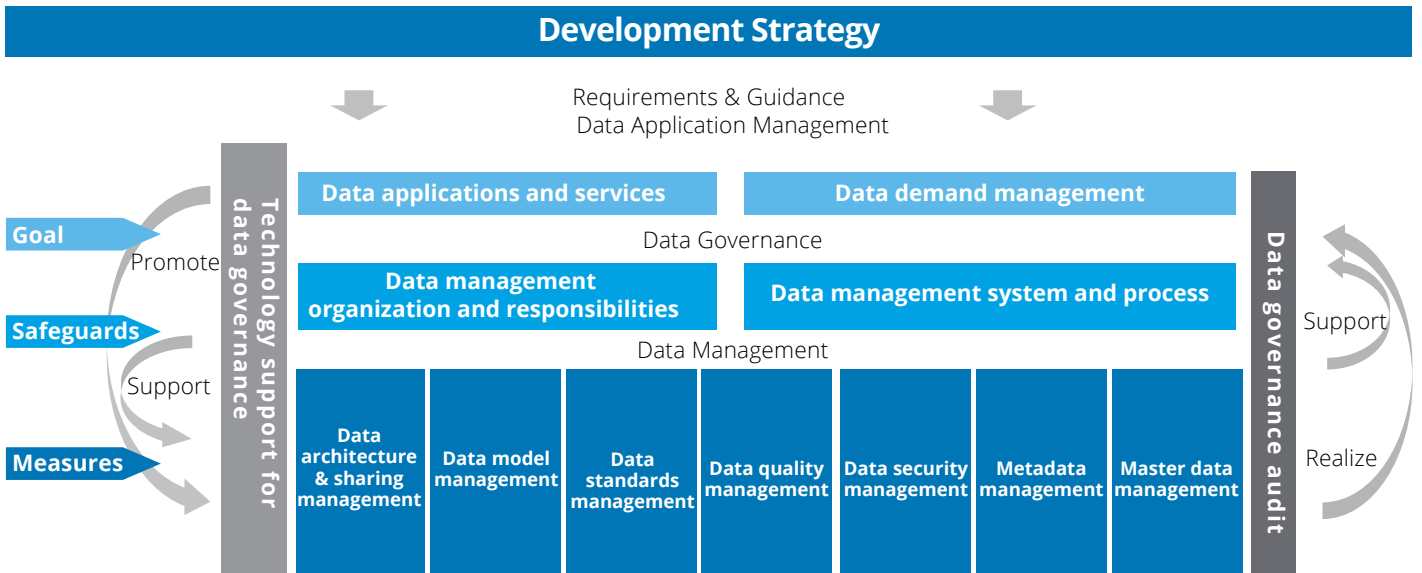 Development Strategy
Requirements & Guidance
Data Application Management
Technology support for
data governance
Data applications and services
Data demand management
Goal
Promote
Data Governance
Data management
organization and responsibilities
Data management system and process
Safeguards
Support
Data Management
Measures
Data
architecture
& sharing
management
Data model
management
Data
standards
management
Data quality
management
Data security
management
Metadata
management
Master data
management
Data governance audit
Support
Realize